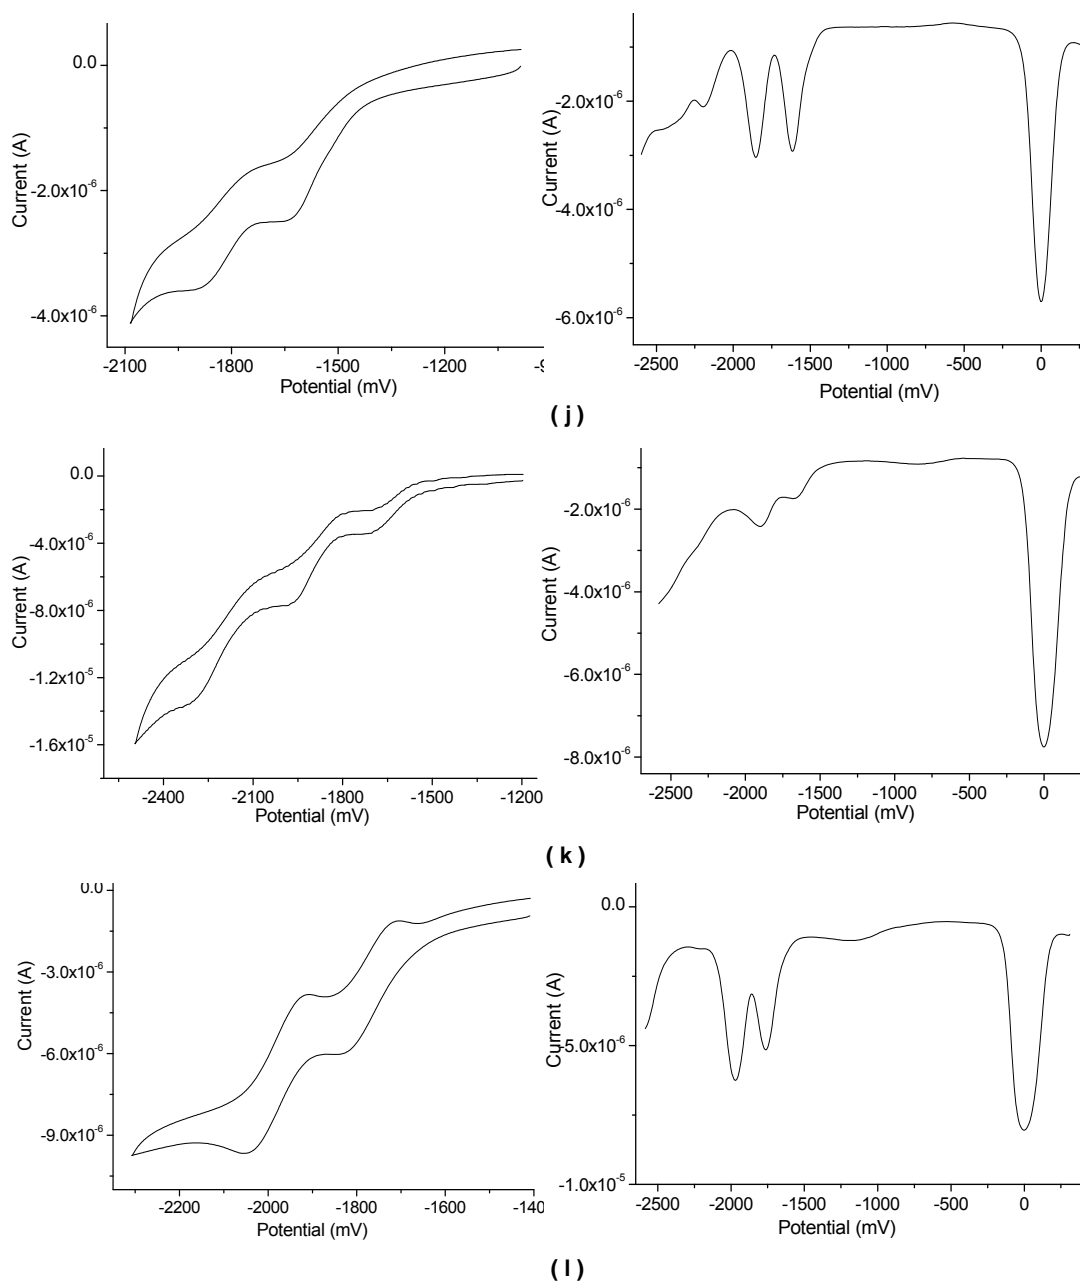 0.0
-2.0x10⁻⁶
-4.0x10⁻⁶
Current (A)
-2100 -1800 -1500 -1200
Potential (mV)
-2.0x10⁻⁶
-4.0x10⁻⁶
-6.0x10⁻⁶
Current (A)
-2500 -2000 -1500 -1000 -500 0
Potential (mV)
( j )
0.0
-4.0x10⁻⁶
-8.0x10⁻⁶
-1.2x10⁻⁵
-1.6x10⁻⁵
Current (A)
-2400 -2100 -1800 -1500 -1200
Potential (mV)
-2.0x10⁻⁶
-4.0x10⁻⁶
-6.0x10⁻⁶
-8.0x10⁻⁶
Current (A)
-2500 -2000 -1500 -1000 -500 0
Potential (mV)
( k )
0.0
-3.0x10⁻⁶
-6.0x10⁻⁶
-9.0x10⁻⁶
Current (A)
-2200 -2000 -1800 -1600 -140
Potential (mV)
0.0
-5.0x10⁻⁶
-1.0x10⁻⁵
Current (A)
-2500 -2000 -1500 -1000 -500 0
Potential (mV)
( l )